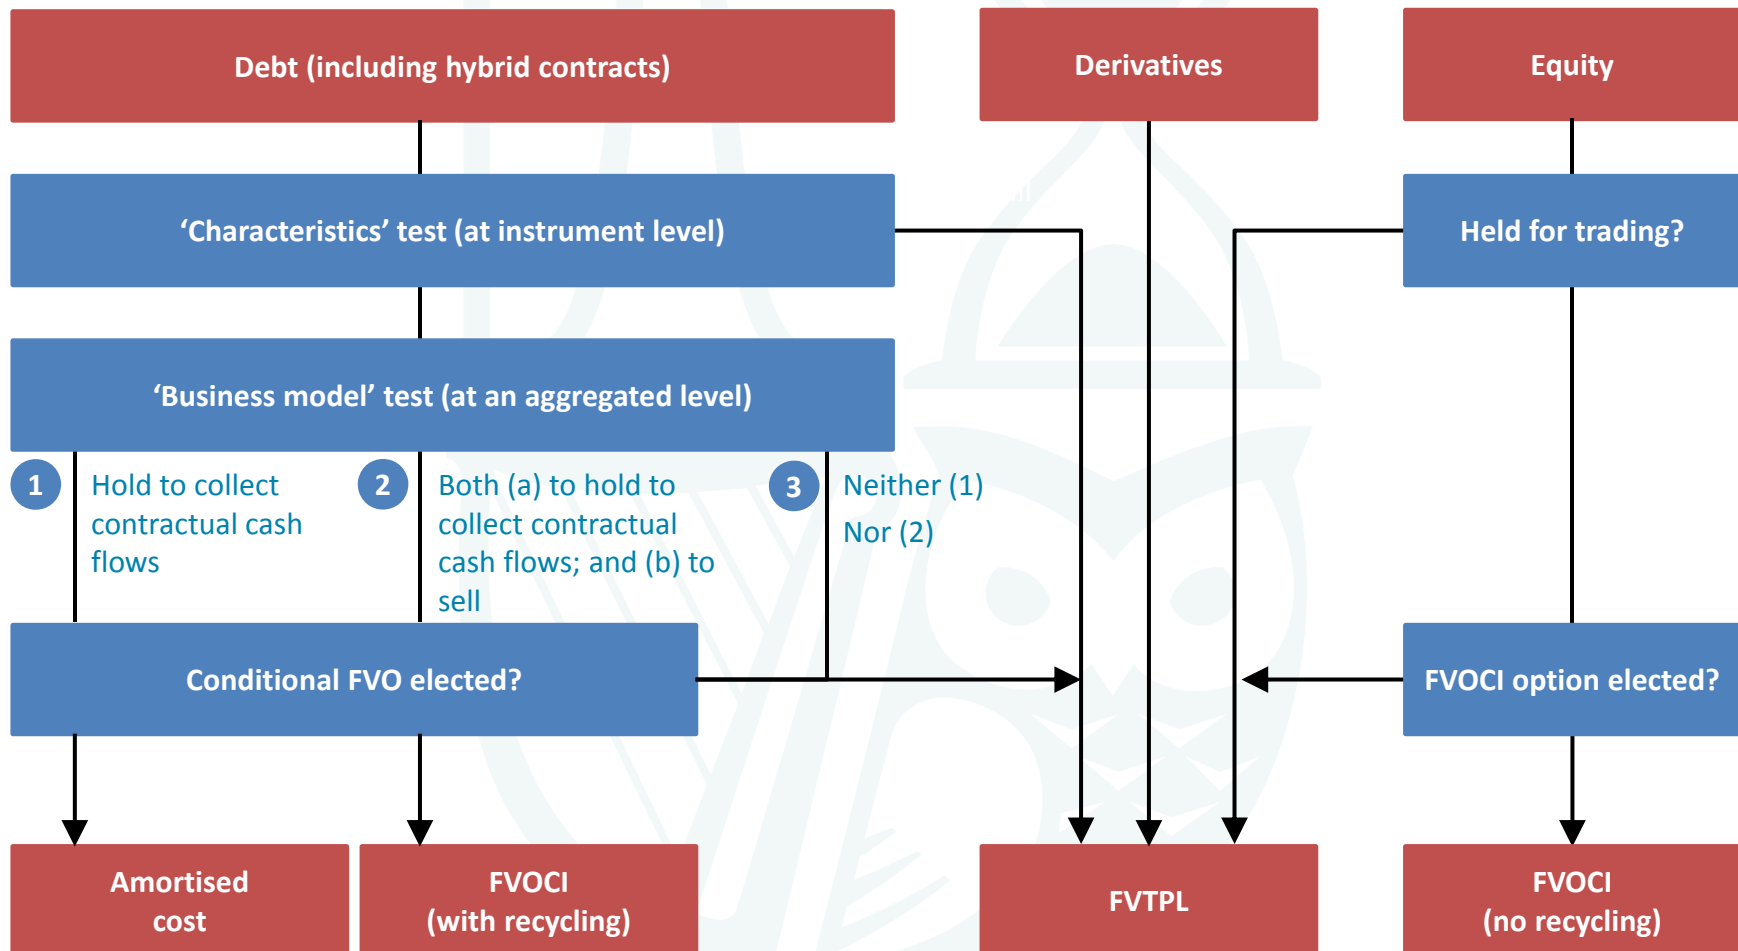 Debt (including hybrid contracts)
Derivatives
Equity
‘Characteristics’ test (at instrument level)
Held for trading?
‘Business model’ test (at an aggregated level)
1
Hold to collect
contractual cash
flows
2
Both (a) to hold to
collect contractual
cash flows; and (b) to
sell
3
Neither (1)
Nor (2)
Conditional FVO elected?
FVOCI option elected?
Amortised
cost
FVOCI
(with recycling)
FVTPL
FVOCI
(no recycling)